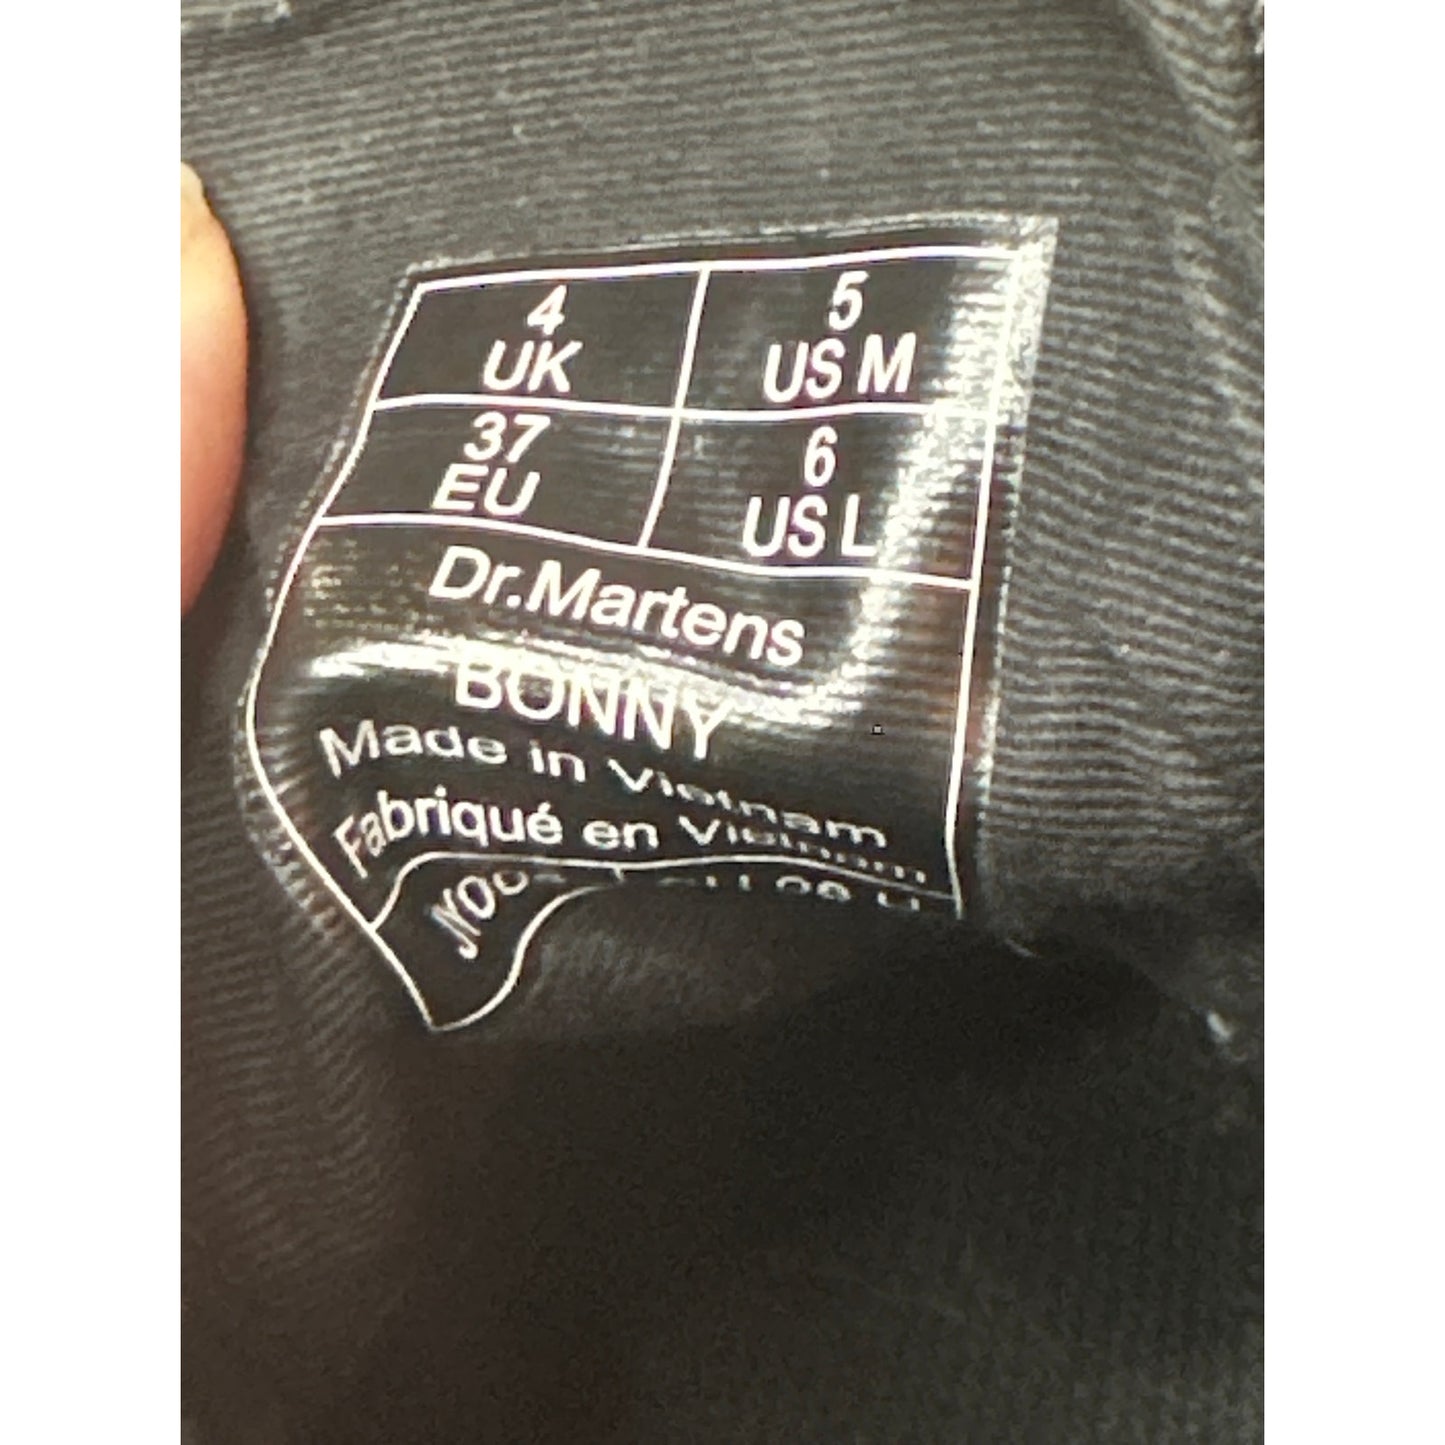 4 5
UK US M
37 6
EU US L
Dr.Martens
BONNY
Made in Vietnam
Fabriqué en Vietnam